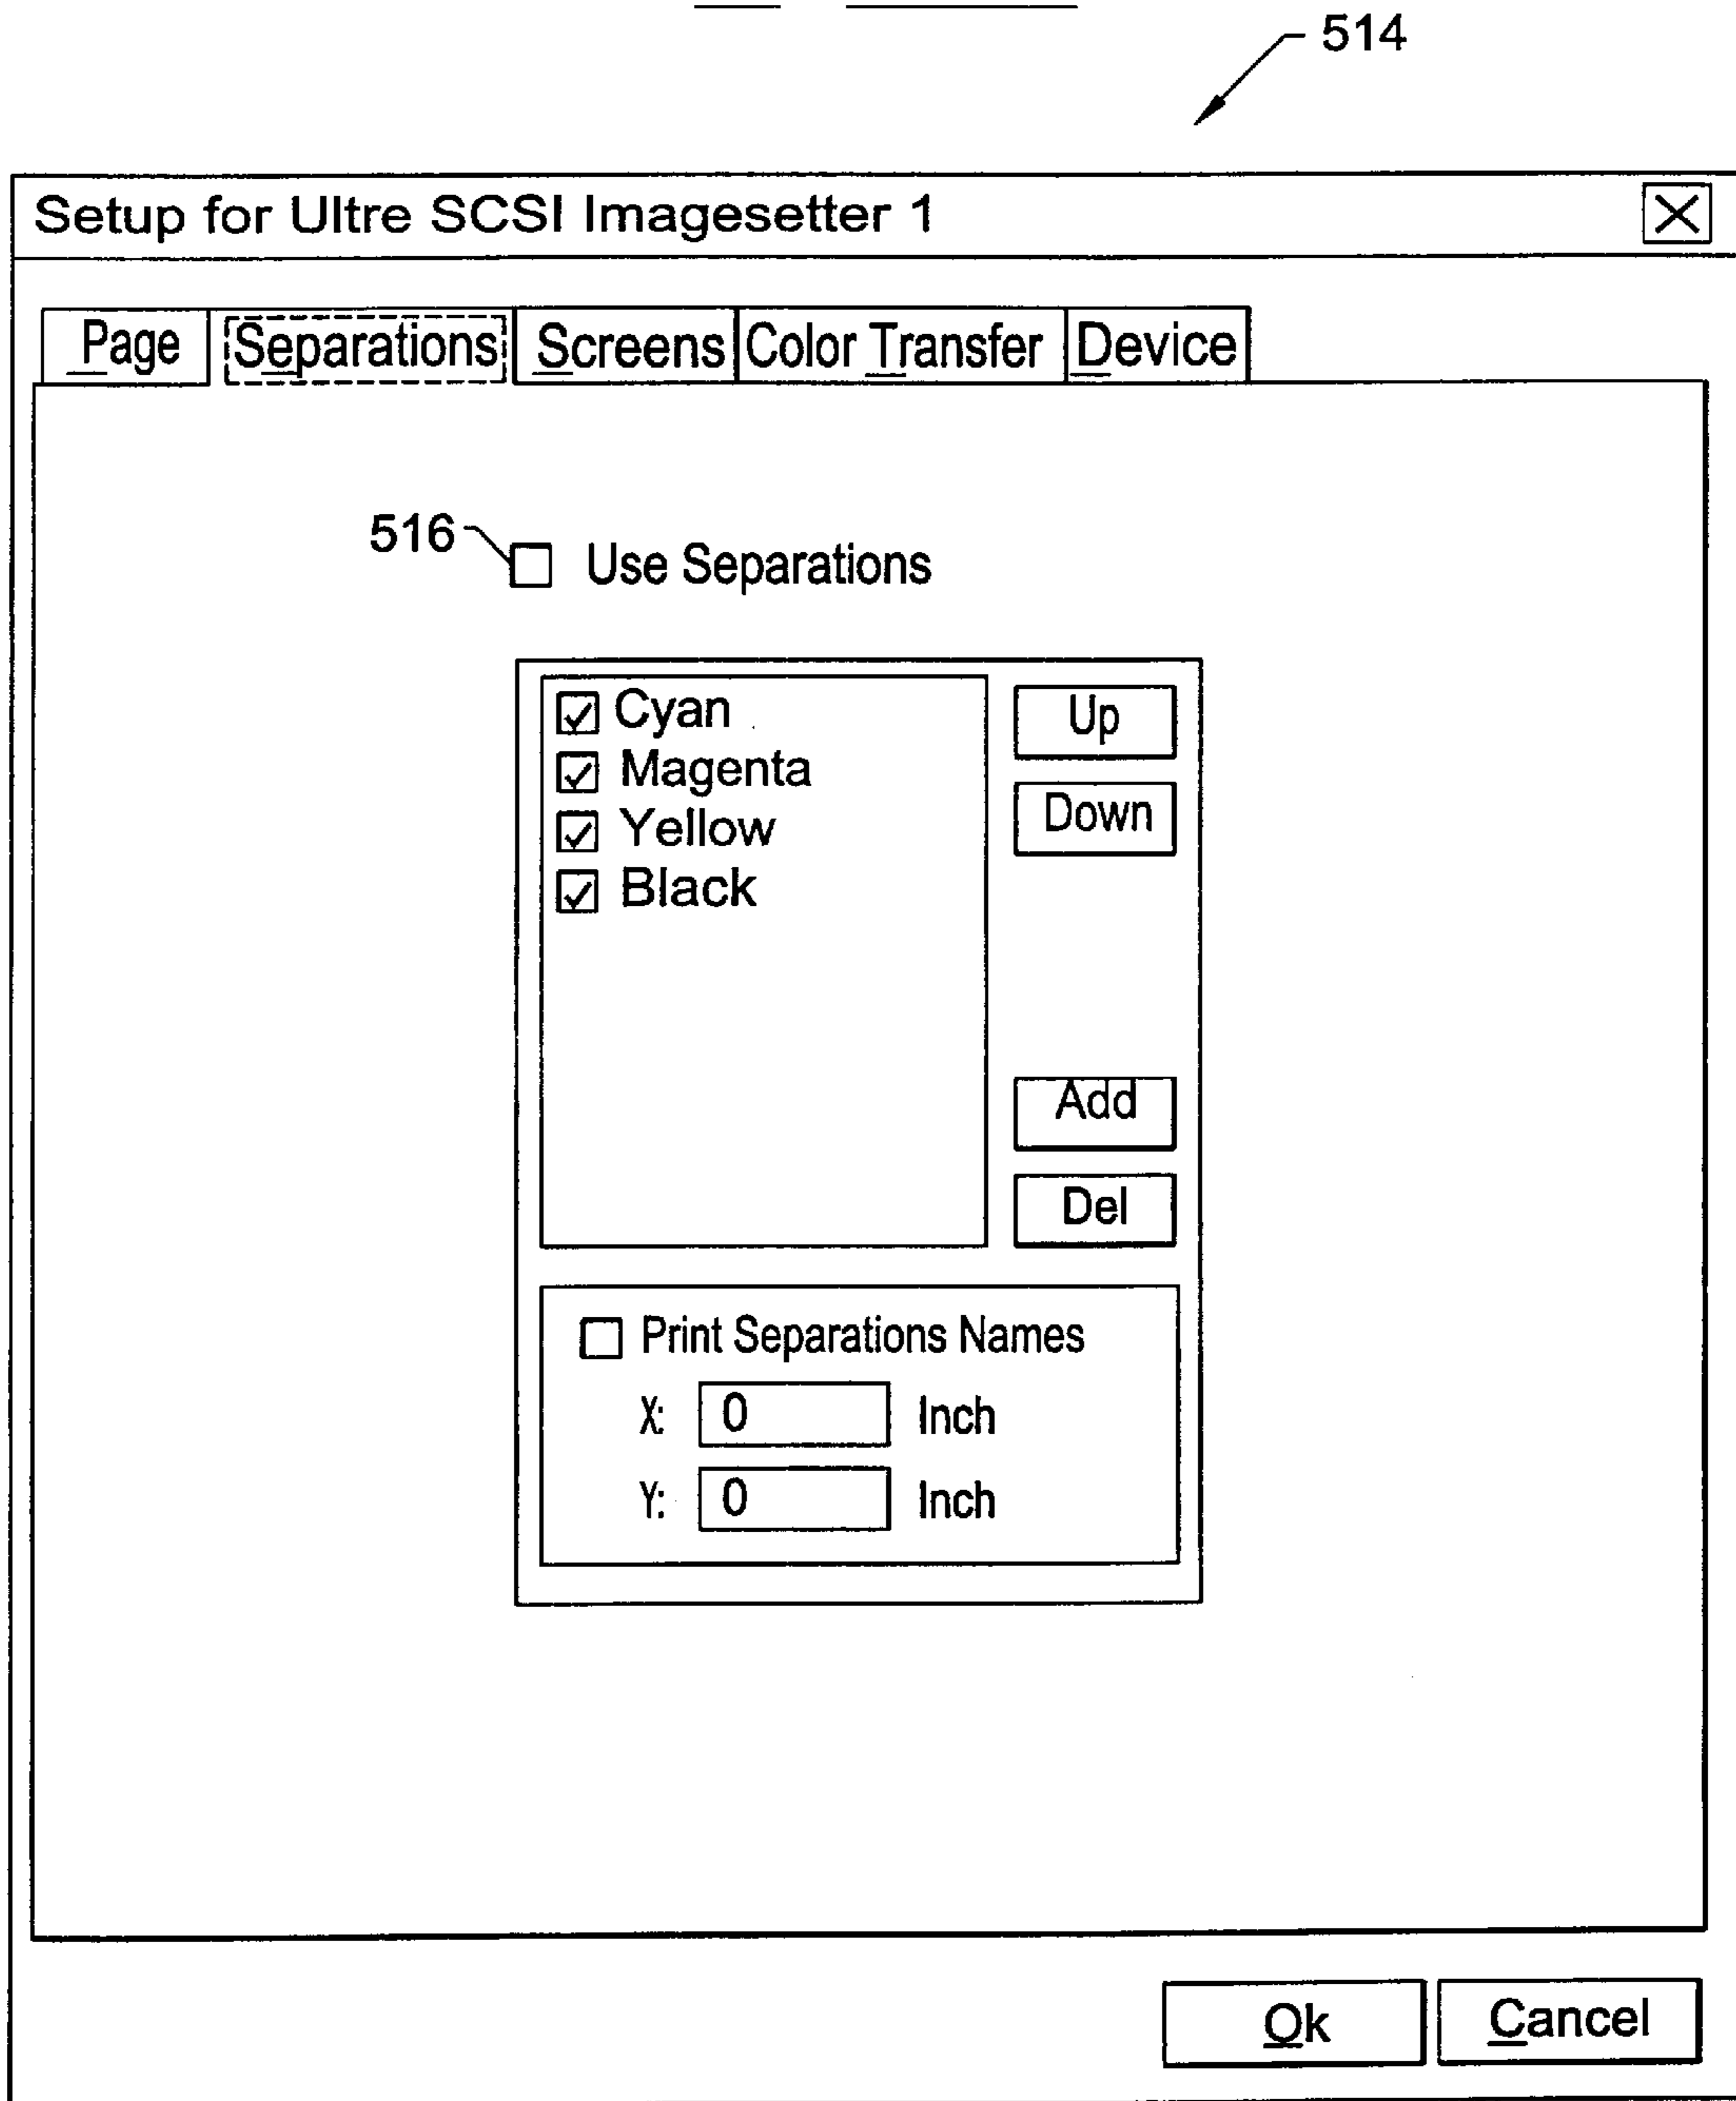 514
Setup for Ultre SCSI Imagesetter 1
Page Separations Screens Color Transfer Device
516
Use Separations
Cyan
Magenta
Yellow
Black
Up
Down
Add
Del
Print Separations Names
X: 0 Inch
Y: 0 Inch
Ok Cancel